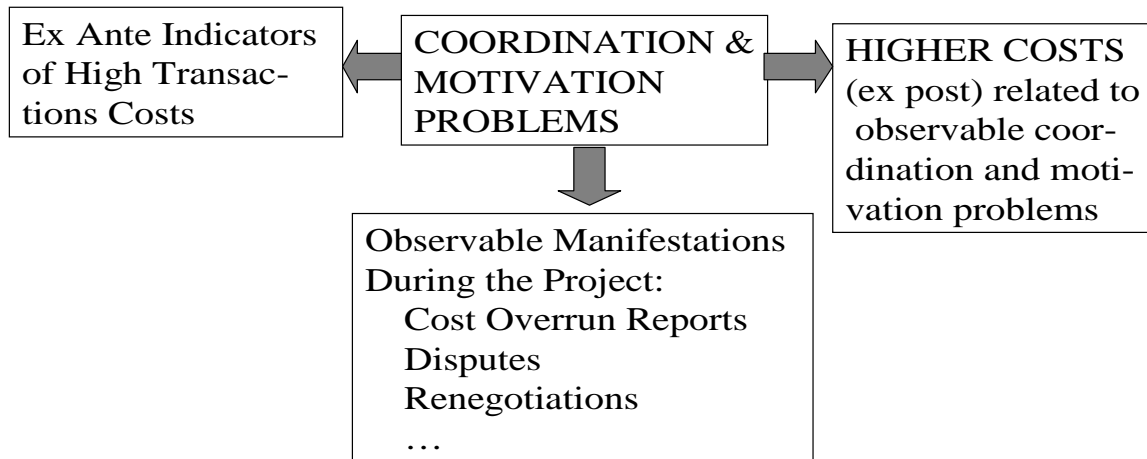 Ex Ante Indicators
of High Transac-
tions Costs
COORDINATION &
MOTIVATION
PROBLEMS
HIGHER COSTS
(ex post) related to
observable coor-
dination and moti-
vation problems
Observable Manifestations
During the Project:
Cost Overrun Reports
Disputes
Renegotiations
…